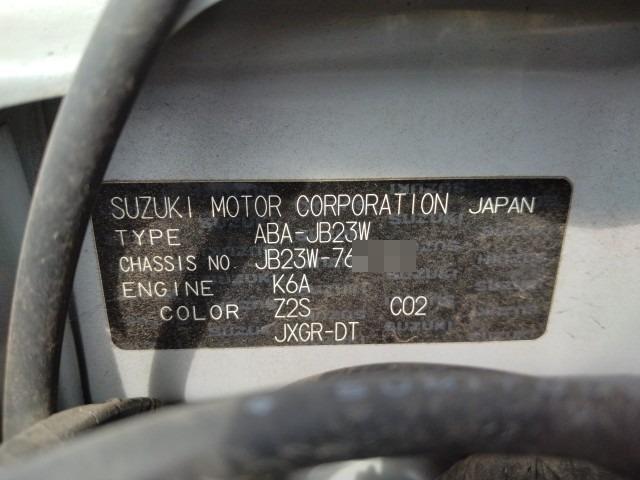 SUZUKI MOTOR CORPORATION JAPAN
TYPE ABA-JB23W
CHASSIS NO. JB23W-76
ENGINE K6A
COLOR Z2S C02
JXGR-DT